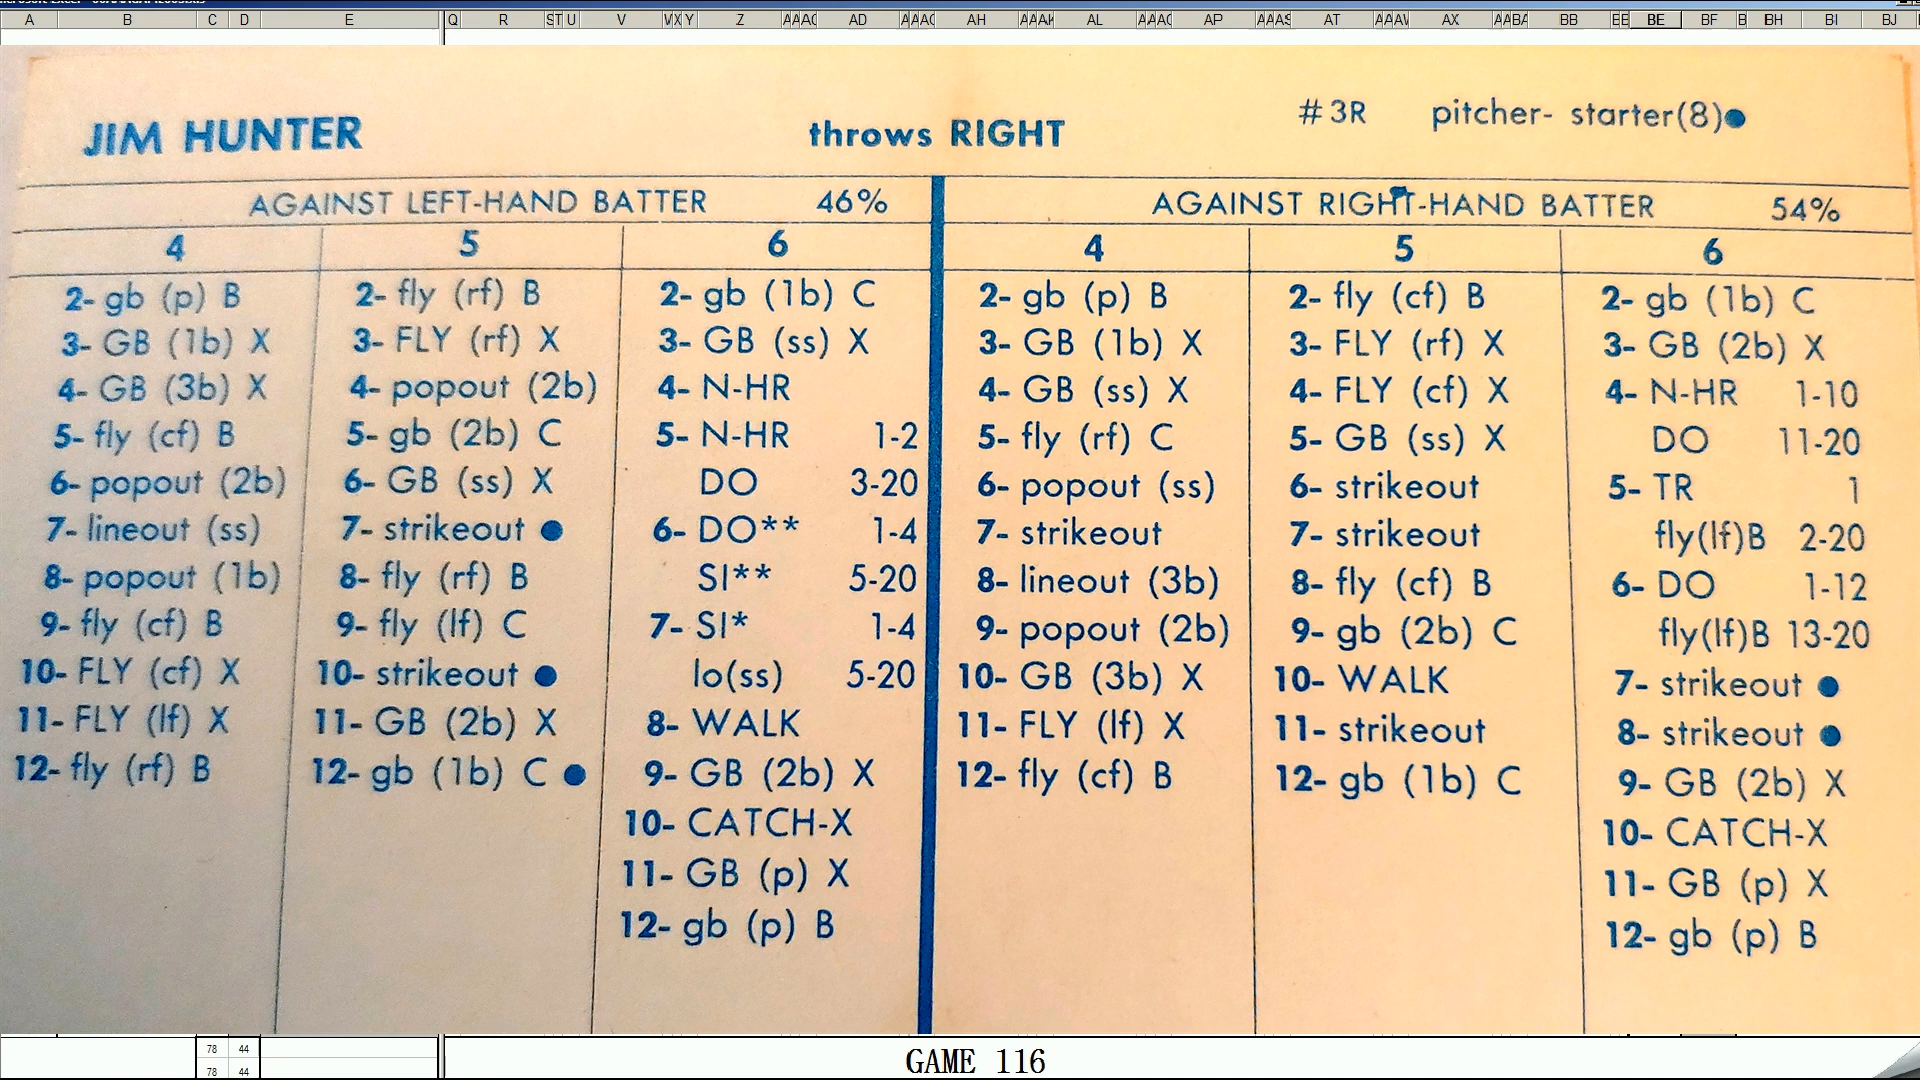 JIM HUNTER throws RIGHT #3R pitcher- starter(8)●
AGAINST LEFT-HAND BATTER 46%
4
2- gb (p) B
3- GB (1b) X
4- GB (3b) X
5- fly (cf) B
6- popout (2b)
7- lineout (ss)
8- popout (1b)
9- fly (cf) B
10- FLY (cf) X
11- FLY (lf) X
12- fly (rf) B
5
2- fly (rf) B
3- FLY (rf) X
4- popout (2b)
5- gb (2b) C
6- GB (ss) X
7- strikeout ●
8- fly (rf) B
9- fly (lf) C
10- strikeout ●
11- GB (2b) X
12- gb (1b) C ●
6
2- gb (1b) C
3- GB (ss) X
4- N-HR
5- N-HR 1-2
DO 3-20
6- DO** 1-4
SI** 5-20
7- SI* 1-4
lo(ss) 5-20
8- WALK
9- GB (2b) X
10- CATCH-X
11- GB (p) X
12- gb (p) B
AGAINST RIGHT-HAND BATTER 54%
4
2- gb (p) B
3- GB (1b) X
4- GB (ss) X
5- fly (rf) C
6- popout (ss)
7- strikeout
8- lineout (3b)
9- popout (2b)
10- GB (3b) X
11- FLY (lf) X
12- fly (cf) B
5
2- fly (cf) B
3- FLY (rf) X
4- FLY (cf) X
5- GB (ss) X
6- strikeout
7- strikeout
8- fly (cf) B
9- gb (2b) C
10- WALK
11- strikeout
12- gb (1b) C
6
2- gb (1b) C
3- GB (2b) X
4- N-HR 1-10
DO 11-20
5- TR 1
fly(lf)B 2-20
6- DO 1-12
fly(lf)B 13-20
7- strikeout ●
8- strikeout ●
9- GB (2b) X
10- CATCH-X
11- GB (p) X
12- gb (p) B
78 44
GAME 116
78 44